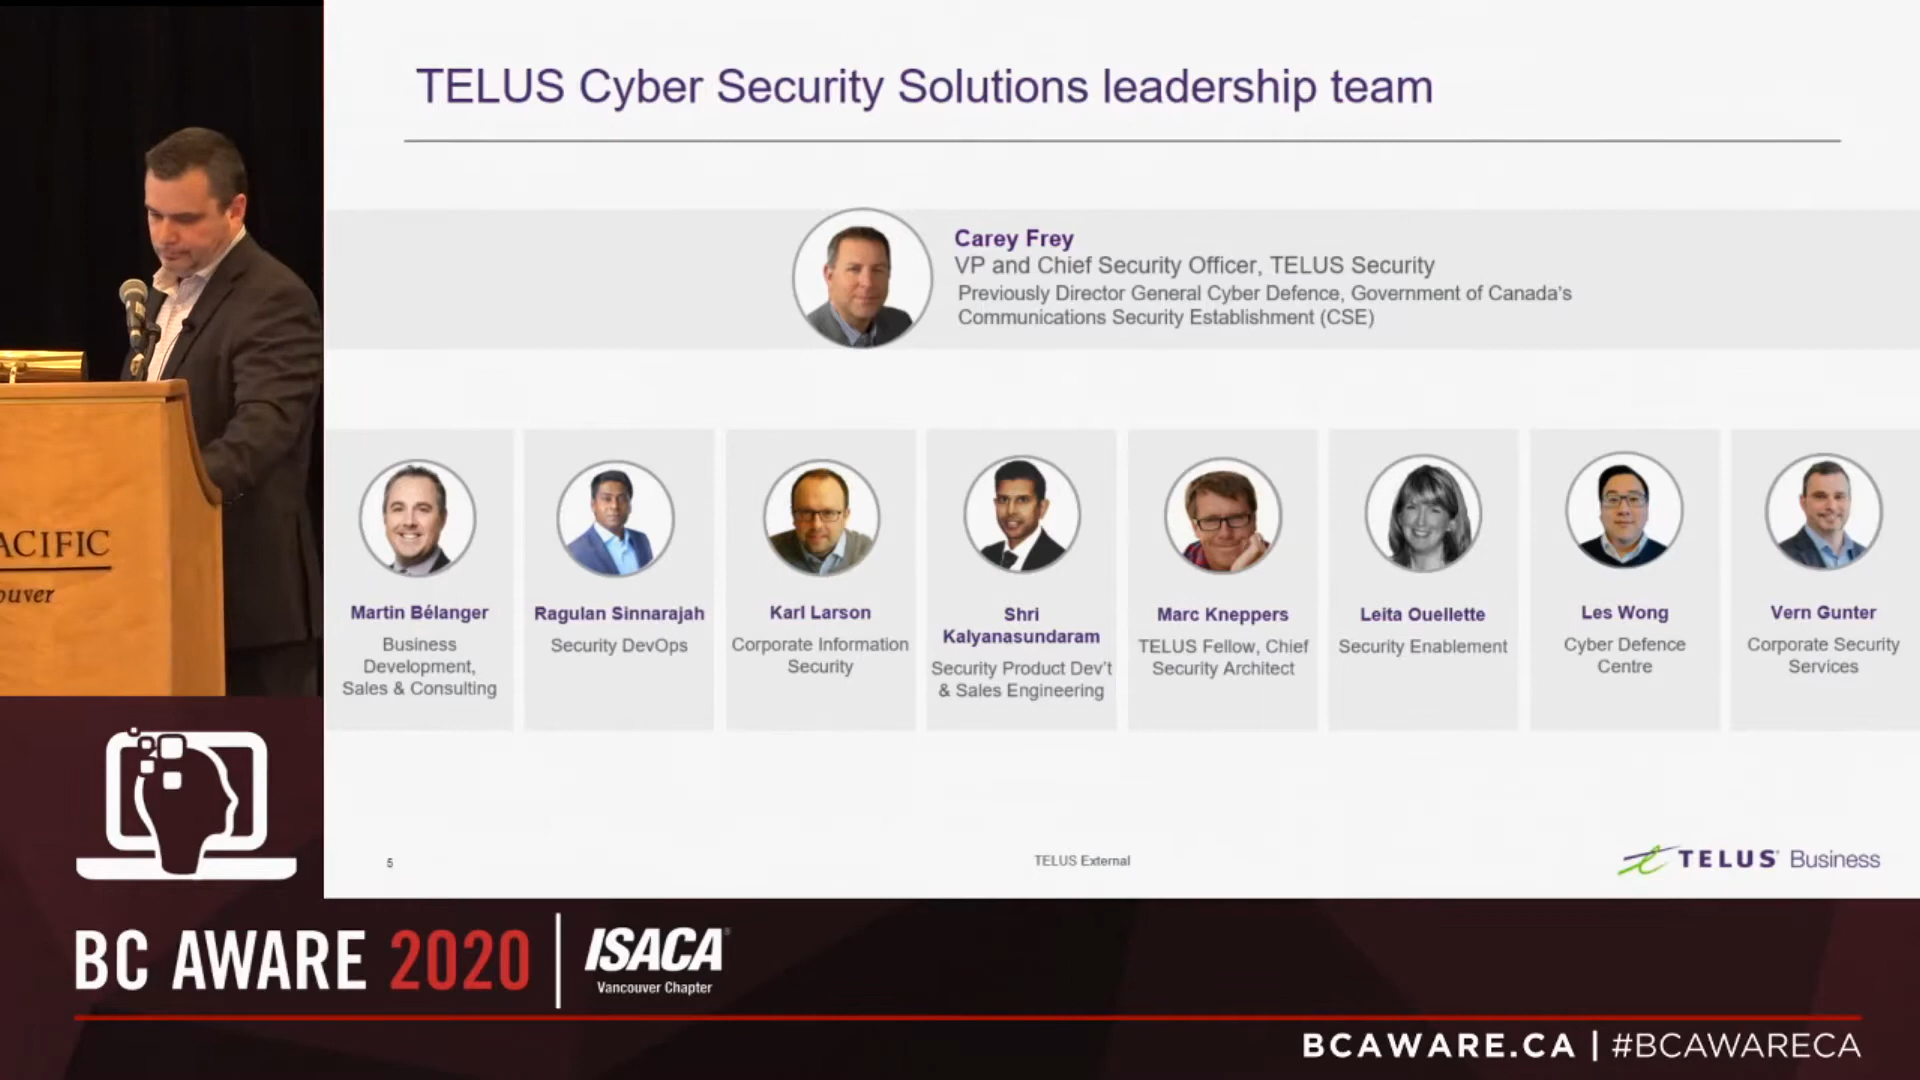 TELUS Cyber Security Solutions leadership team
Carey Frey
VP and Chief Security Officer, TELUS Security
Previously Director General Cyber Defence, Government of Canada's
Communications Security Establishment (CSE)
Martin Bélanger
Business
Development,
Sales & Consulting
Ragulan Sinnarajah
Security DevOps
Karl Larson
Corporate Information
Security
Shri
Kalyanasundaram
Security Product Dev't
& Sales Engineering
Marc Kneppers
TELUS Fellow, Chief
Security Architect
Leita Ouellette
Security Enablement
Les Wong
Cyber Defence
Centre
Vern Gunter
Corporate Security
Services
ACIFIC
ouver
5
TELUS External
TELUS Business
BC AWARE 2020
ISACA
Vancouver Chapter
BCAWARE.CA | #BCAWARECA